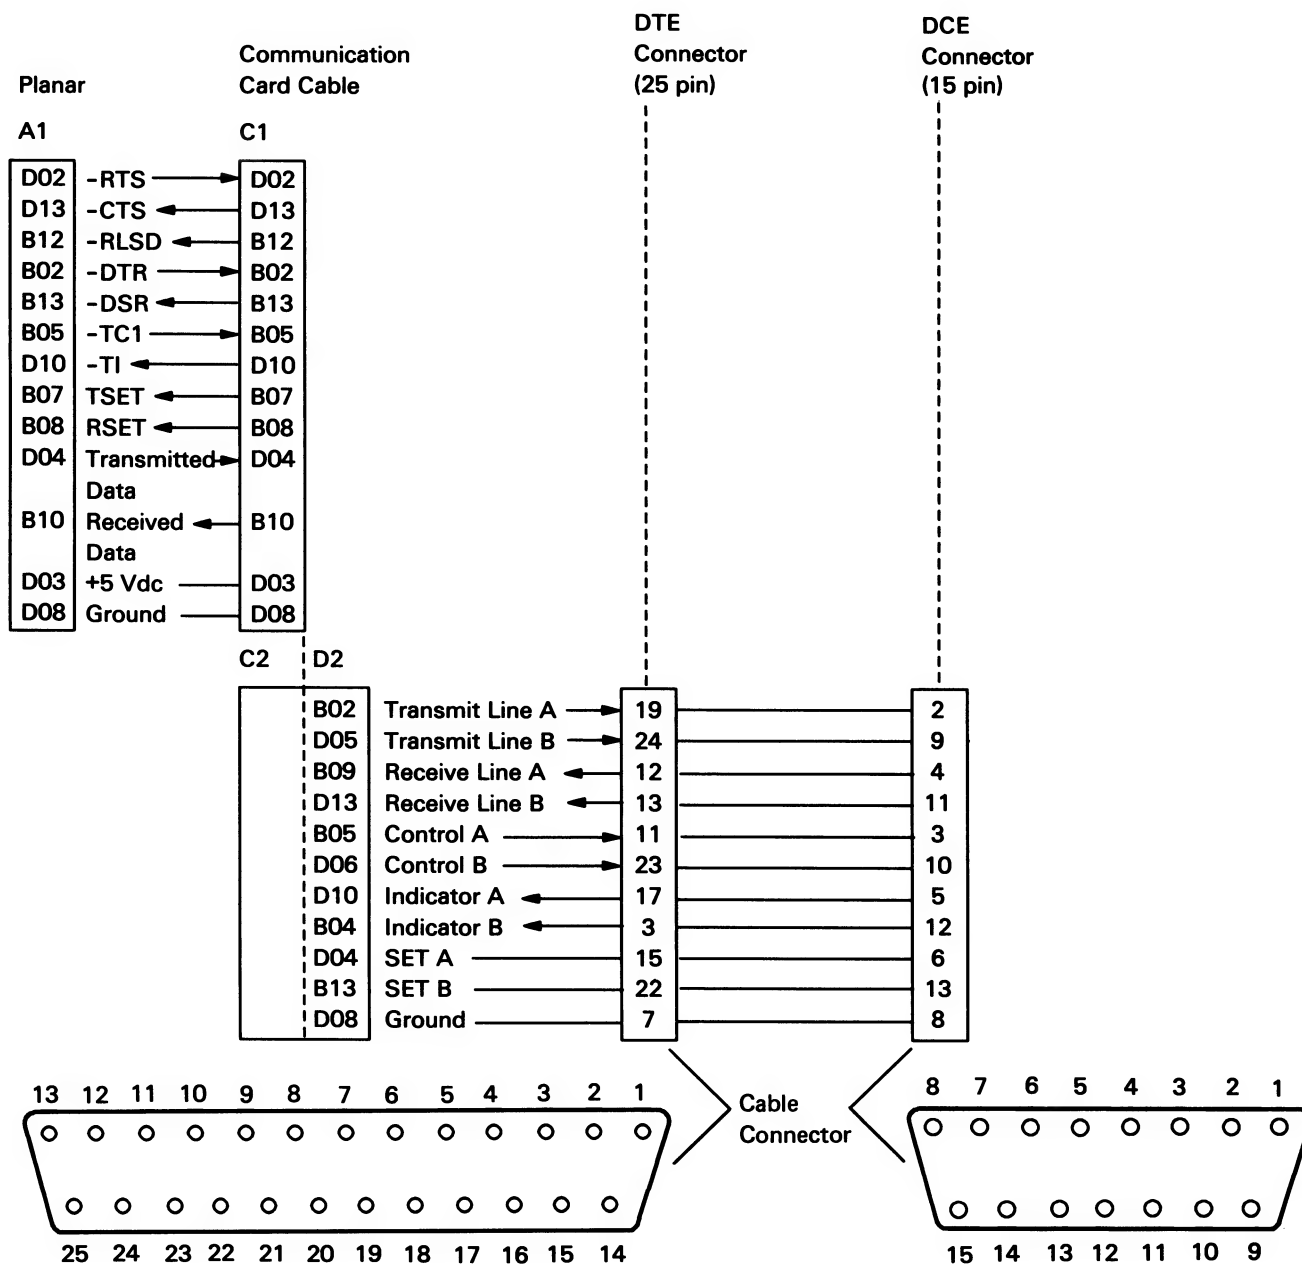 DTE
Connector
(25 pin)
DCE
Connector
(15 pin)
Communication
Card Cable
Planar
A1 C1
D02 -RTS D02
D13 -CTS D13
B12 -RLSD B12
B02 -DTR B02
B13 -DSR B13
B05 -TC1 B05
D10 -TI D10
B07 TSET B07
B08 RSET B08
D04 Transmitted D04
Data
B10 Received B10
Data
D03 +5 Vdc D03
D08 Ground D08
C2 D2
B02 Transmit Line A 19 2
D05 Transmit Line B 24 9
B09 Receive Line A 12 4
D13 Receive Line B 13 11
B05 Control A 11 3
D06 Control B 23 10
D10 Indicator A 17 5
B04 Indicator B 3 12
D04 SET A 15 6
B13 SET B 22 13
D08 Ground 7 8
13 12 11 10 9 8 7 6 5 4 3 2 1
Cable
Connector
8 7 6 5 4 3 2 1
25 24 23 22 21 20 19 18 17 16 15 14
15 14 13 12 11 10 9